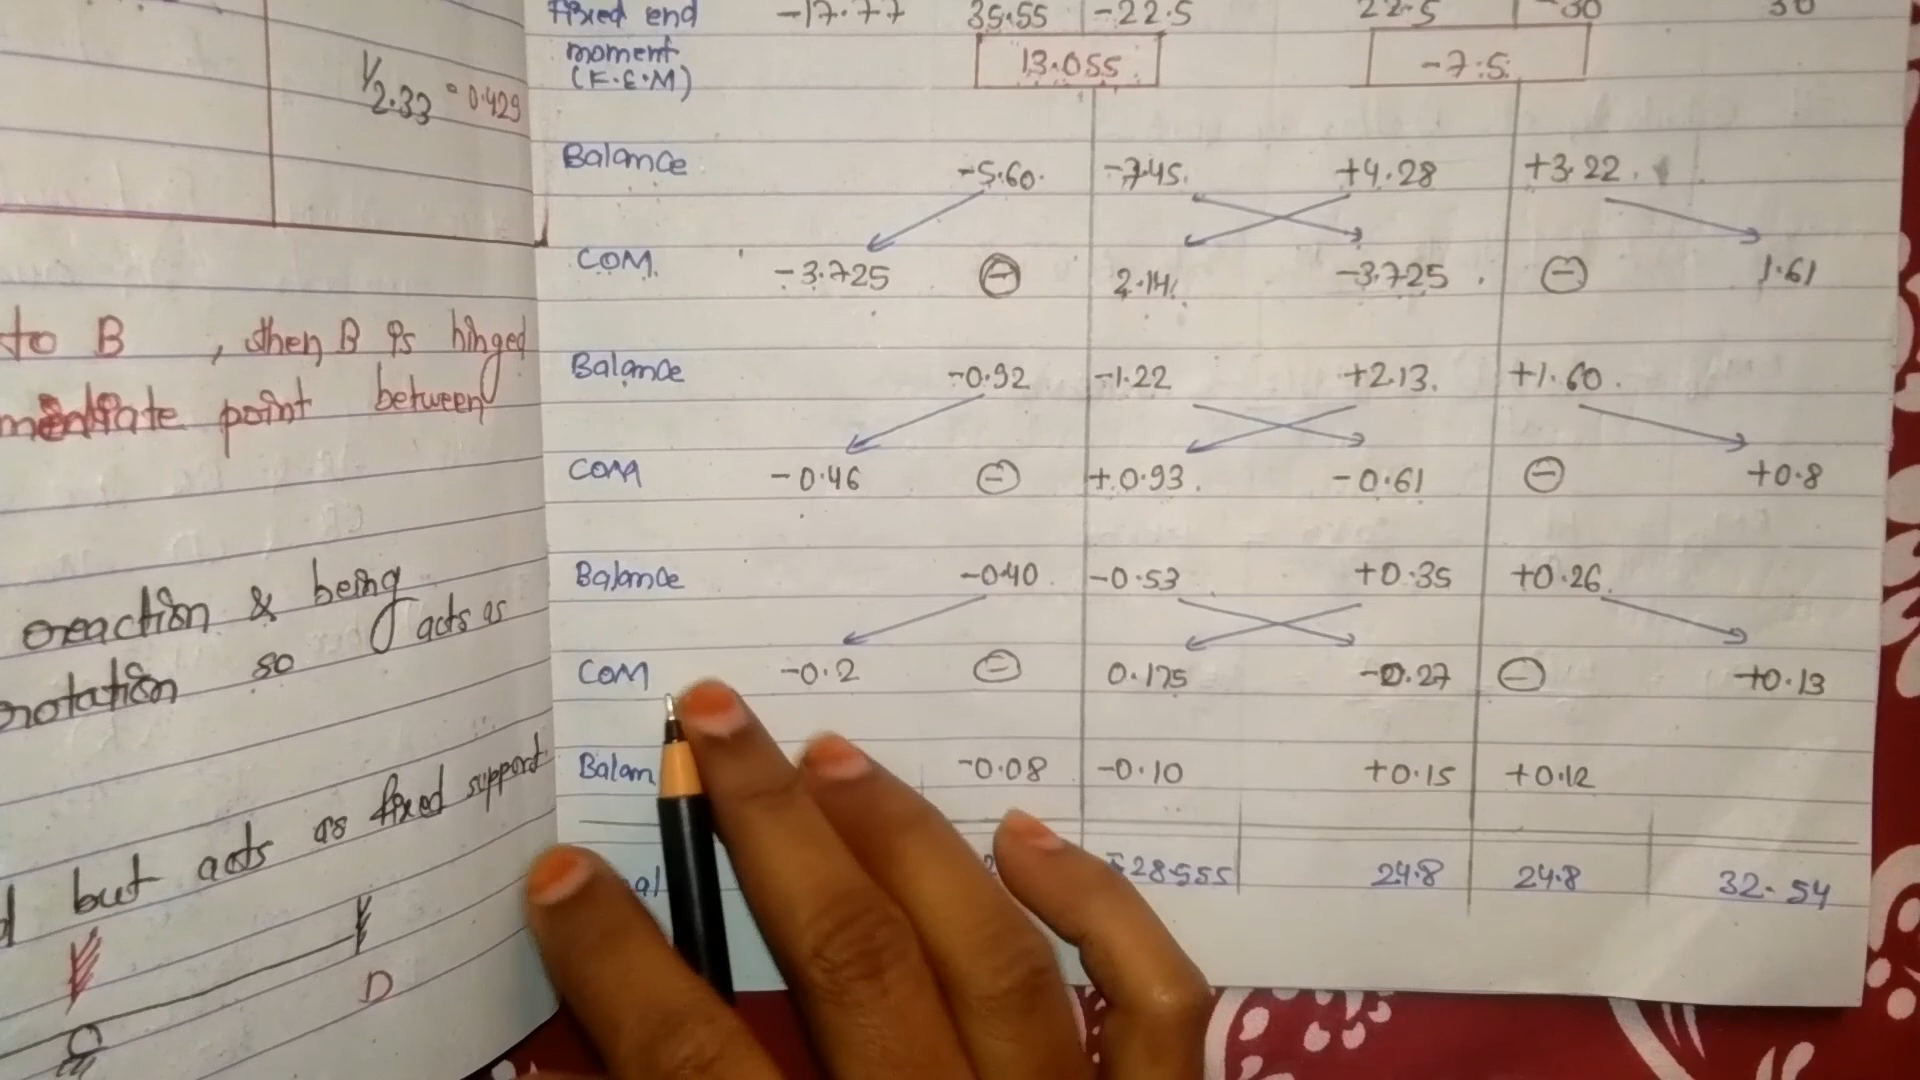 1/2.33 = 0.429
to B , then B is hinged
point between
reaction & being
acts as
rotation so
but acts as fixed support
D
Fixed end -17.77 35.55 -22.5 22.5 -30 30
moment
(F.E.M) 13.055 -7.5
Balance -5.60 -7.45 +4.28 +3.22
COM. -3.725 - 2.14 -3.725 - 1.61
Balance -0.92 -1.22 +2.13 +1.60
COM -0.46 - +0.93 -0.61 - +0.8
Balance -0.40 -0.53 +0.35 +0.26
COM -0.2 - 0.175 -0.27 - +0.13
Balan -0.08 -0.10 +0.15 +0.12
-28.555 24.8 24.8 32.54